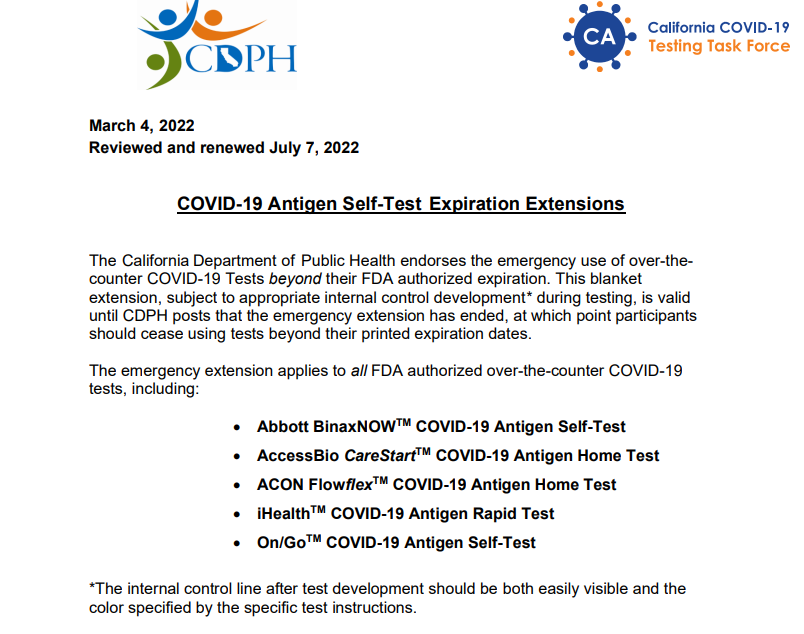 CDPH
CA
California COVID-19
Testing Task Force
March 4, 2022
Reviewed and renewed July 7, 2022
COVID-19 Antigen Self-Test Expiration Extensions
The California Department of Public Health endorses the emergency use of over-the-
counter COVID-19 Tests beyond their FDA authorized expiration. This blanket
extension, subject to appropriate internal control development* during testing, is valid
until CDPH posts that the emergency extension has ended, at which point participants
should cease using tests beyond their printed expiration dates.
The emergency extension applies to all FDA authorized over-the-counter COVID-19
tests, including:
• Abbott BinaxNOW™ COVID-19 Antigen Self-Test
• AccessBio CareStart™ COVID-19 Antigen Home Test
• ACON Flowflex™ COVID-19 Antigen Home Test
• iHealth™ COVID-19 Antigen Rapid Test
• On/Go™ COVID-19 Antigen Self-Test
*The internal control line after test development should be both easily visible and the
color specified by the specific test instructions.